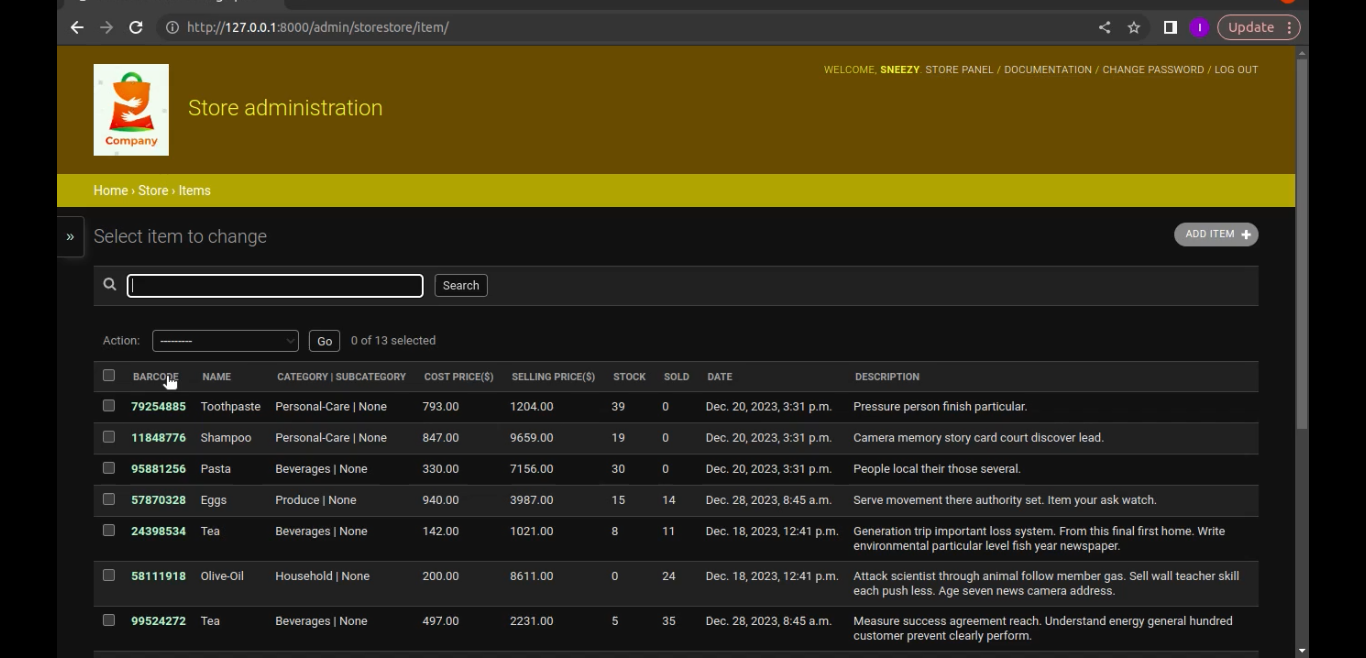 http://127.0.0.1:8000/admin/storestore/item/
I
Update
WELCOME, SNEEZY. STORE PANEL / DOCUMENTATION / CHANGE PASSWORD / LOG OUT
Company
Store administration
Home › Store › Items
»
Select item to change
ADD ITEM +
Search
Action: --------- Go 0 of 13 selected
BARCODE NAME CATEGORY | SUBCATEGORY COST PRICE($) SELLING PRICE($) STOCK SOLD DATE DESCRIPTION
79254885 Toothpaste Personal-Care | None 793.00 1204.00 39 0 Dec. 20, 2023, 3:31 p.m. Pressure person finish particular.
11848776 Shampoo Personal-Care | None 847.00 9659.00 19 0 Dec. 20, 2023, 3:31 p.m. Camera memory story card court discover lead.
95881256 Pasta Beverages | None 330.00 7156.00 30 0 Dec. 20, 2023, 3:31 p.m. People local their those several.
57870328 Eggs Produce | None 940.00 3987.00 15 14 Dec. 28, 2023, 8:45 a.m. Serve movement there authority set. Item your ask watch.
24398534 Tea Beverages | None 142.00 1021.00 8 11 Dec. 18, 2023, 12:41 p.m. Generation trip important loss system. From this final first home. Write
environmental particular level fish year newspaper.
58111918 Olive-Oil Household | None 200.00 8611.00 0 24 Dec. 18, 2023, 12:41 p.m. Attack scientist through animal follow member gas. Sell wall teacher skill
each push less. Age seven news camera address.
99524272 Tea Beverages | None 497.00 2231.00 5 35 Dec. 28, 2023, 8:45 a.m. Measure success agreement reach. Understand energy general hundred
customer prevent clearly perform.